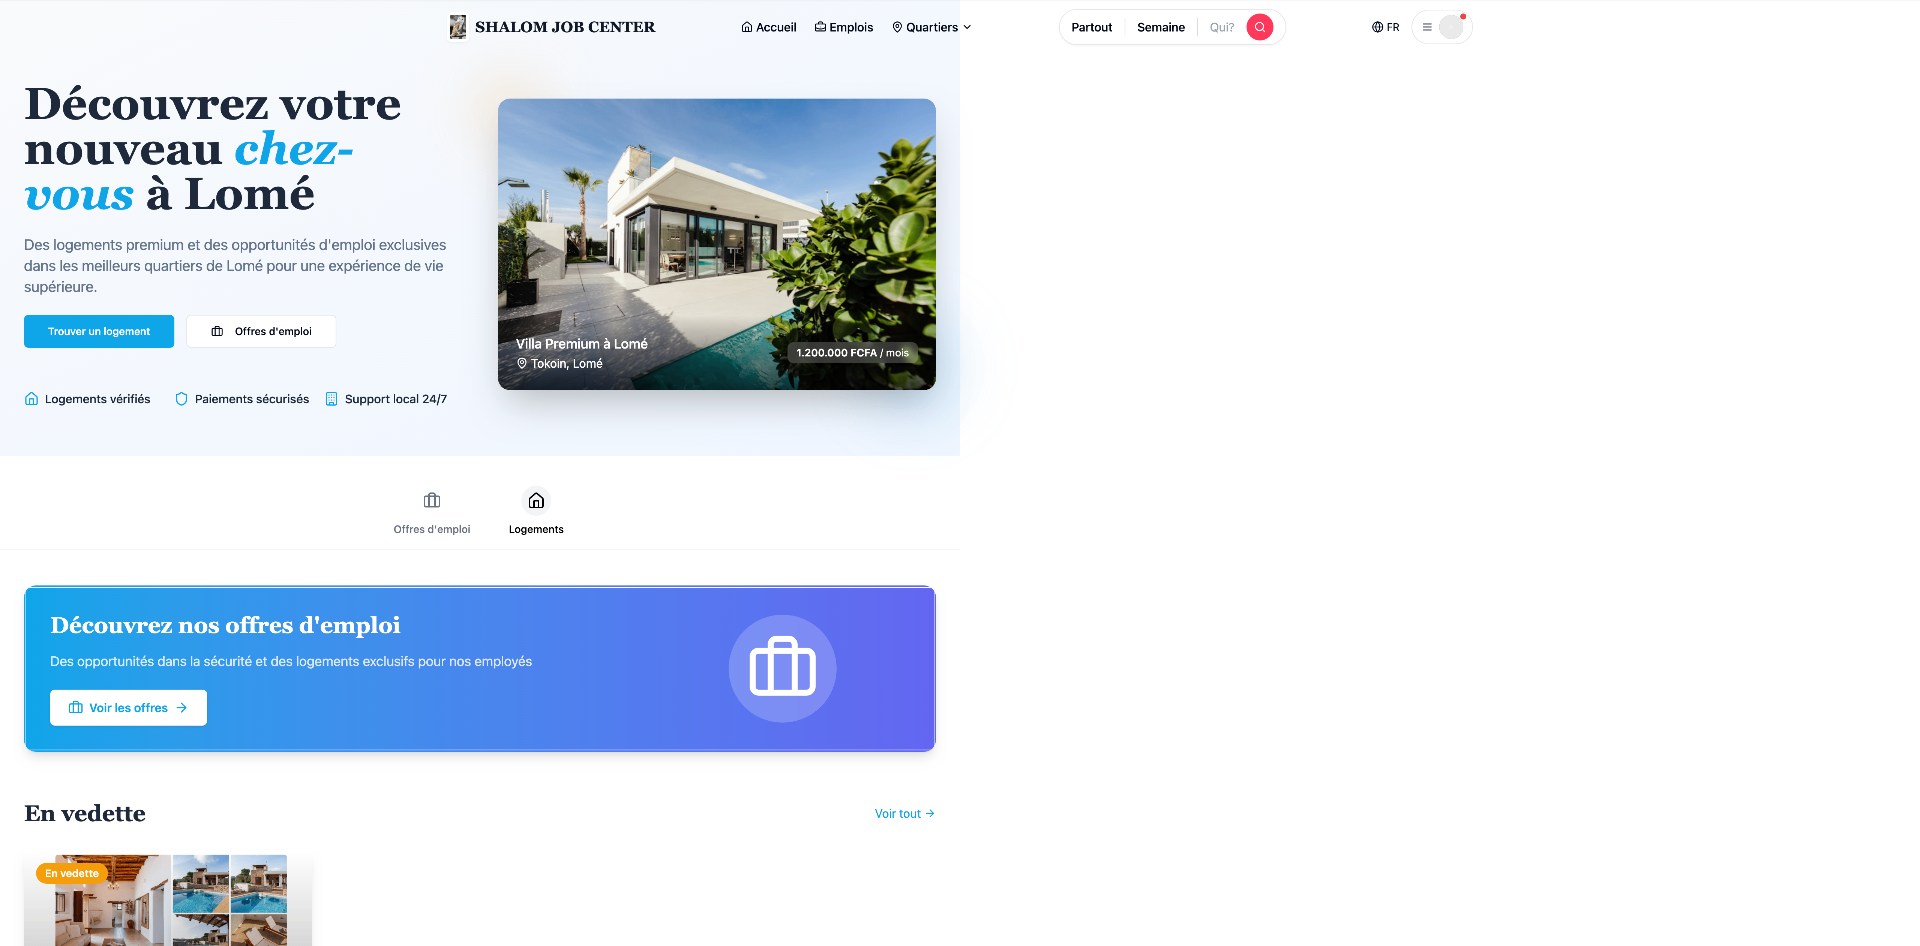 SHALOM JOB CENTER
Accueil
Emplois
Quartiers
Partout
Semaine
Qui?
FR
Découvrez votre
nouveau chez-
vous à Lomé
Des logements premium et des opportunités d'emploi exclusives
dans les meilleurs quartiers de Lomé pour une expérience de vie
supérieure.
Trouver un logement
Offres d'emploi
Logements vérifiés
Paiements sécurisés
Support local 24/7
Villa Premium à Lomé
Tokoin, Lomé
1.200.000 FCFA / mois
Offres d'emploi
Logements
Découvrez nos offres d'emploi
Des opportunités dans la sécurité et des logements exclusifs pour nos employés
Voir les offres
En vedette
Voir tout
En vedette